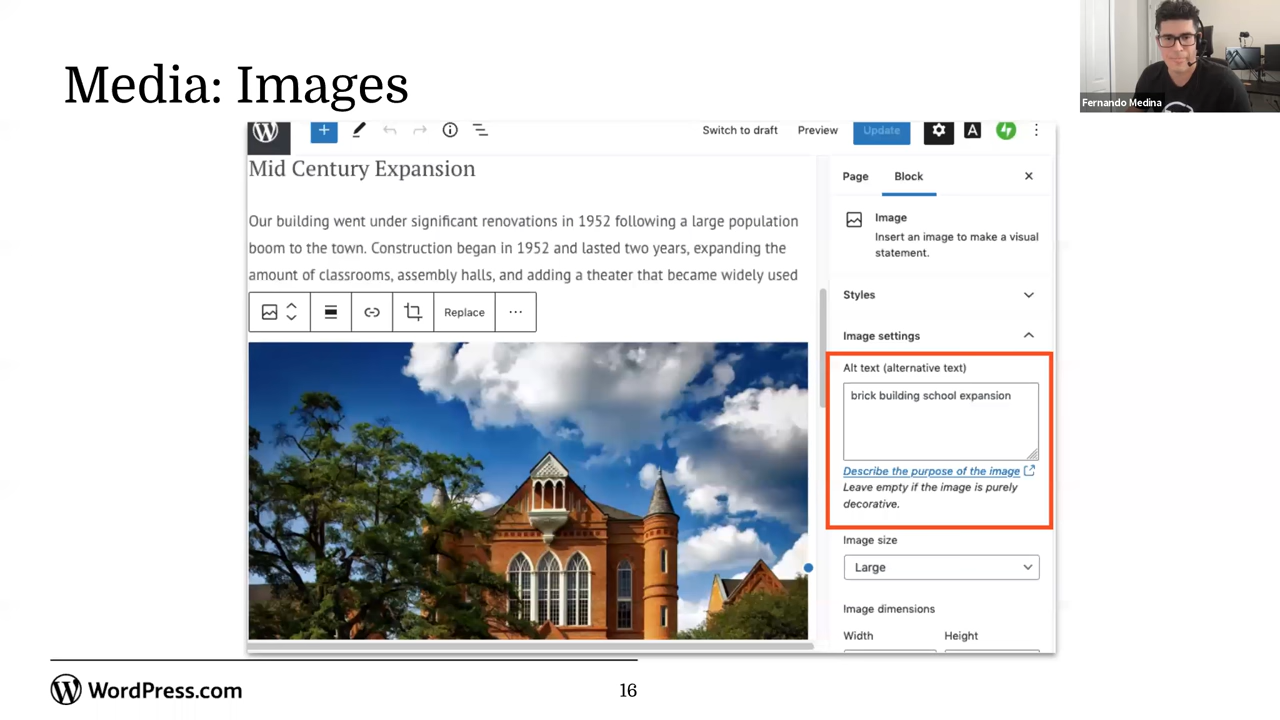 Media: Images
Fernando Medina
Switch to draft
Preview
Update
A
Mid Century Expansion
Our building went under significant renovations in 1952 following a large population
boom to the town. Construction began in 1952 and lasted two years, expanding the
amount of classrooms, assembly halls, and adding a theater that became widely used
Replace
Page
Block
Image
Insert an image to make a visual
statement.
Styles
Image settings
Alt text (alternative text)
brick building school expansion
Describe the purpose of the image
Leave empty if the image is purely
decorative.
Image size
Large
Image dimensions
Width
Height
WordPress.com
16